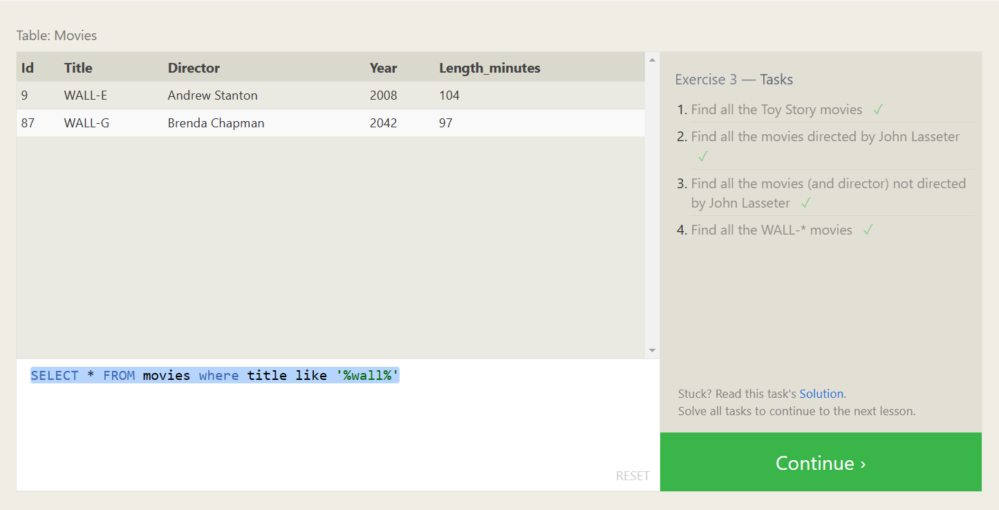 Table: Movies
Id Title Director Year Length_minutes
9 WALL-E Andrew Stanton 2008 104
87 WALL-G Brenda Chapman 2042 97
SELECT * FROM movies where title like '%wall%'
RESET
Exercise 3 — Tasks
1. Find all the Toy Story movies ✓
2. Find all the movies directed by John Lasseter
✓
3. Find all the movies (and director) not directed
by John Lasseter ✓
4. Find all the WALL-* movies ✓
Stuck? Read this task's Solution.
Solve all tasks to continue to the next lesson.
Continue ›